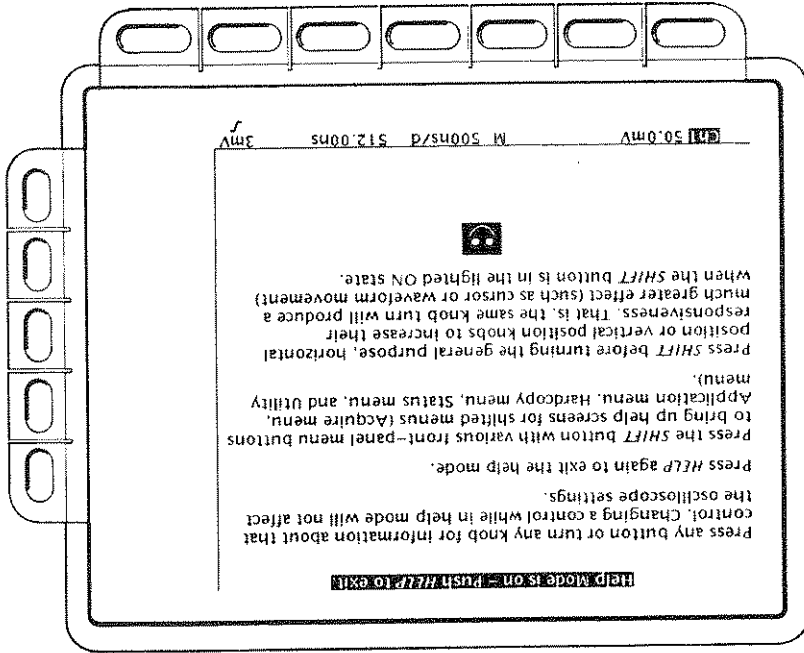 Help Mode is on – Push HELP to exit
Press any button or turn any knob for information about that
control. Changing a control while in help mode will not affect
the oscilloscope settings.
Press HELP again to exit the help mode.
Press the SHIFT button with various front-panel menu buttons
to bring up help screens for shifted menus (Acquire menu,
Application menu, Hardcopy menu, Status menu, and Utility
menu).
Press SHIFT before turning the general purpose, horizontal
position or vertical position knobs to increase their
responsiveness. That is, the same knob turn will produce a
much greater effect (such as cursor or waveform movement)
when the SHIFT button is in the lighted ON state.
Ch1 50.0mV M 500ns/d 512.00ns ∫ 3mV